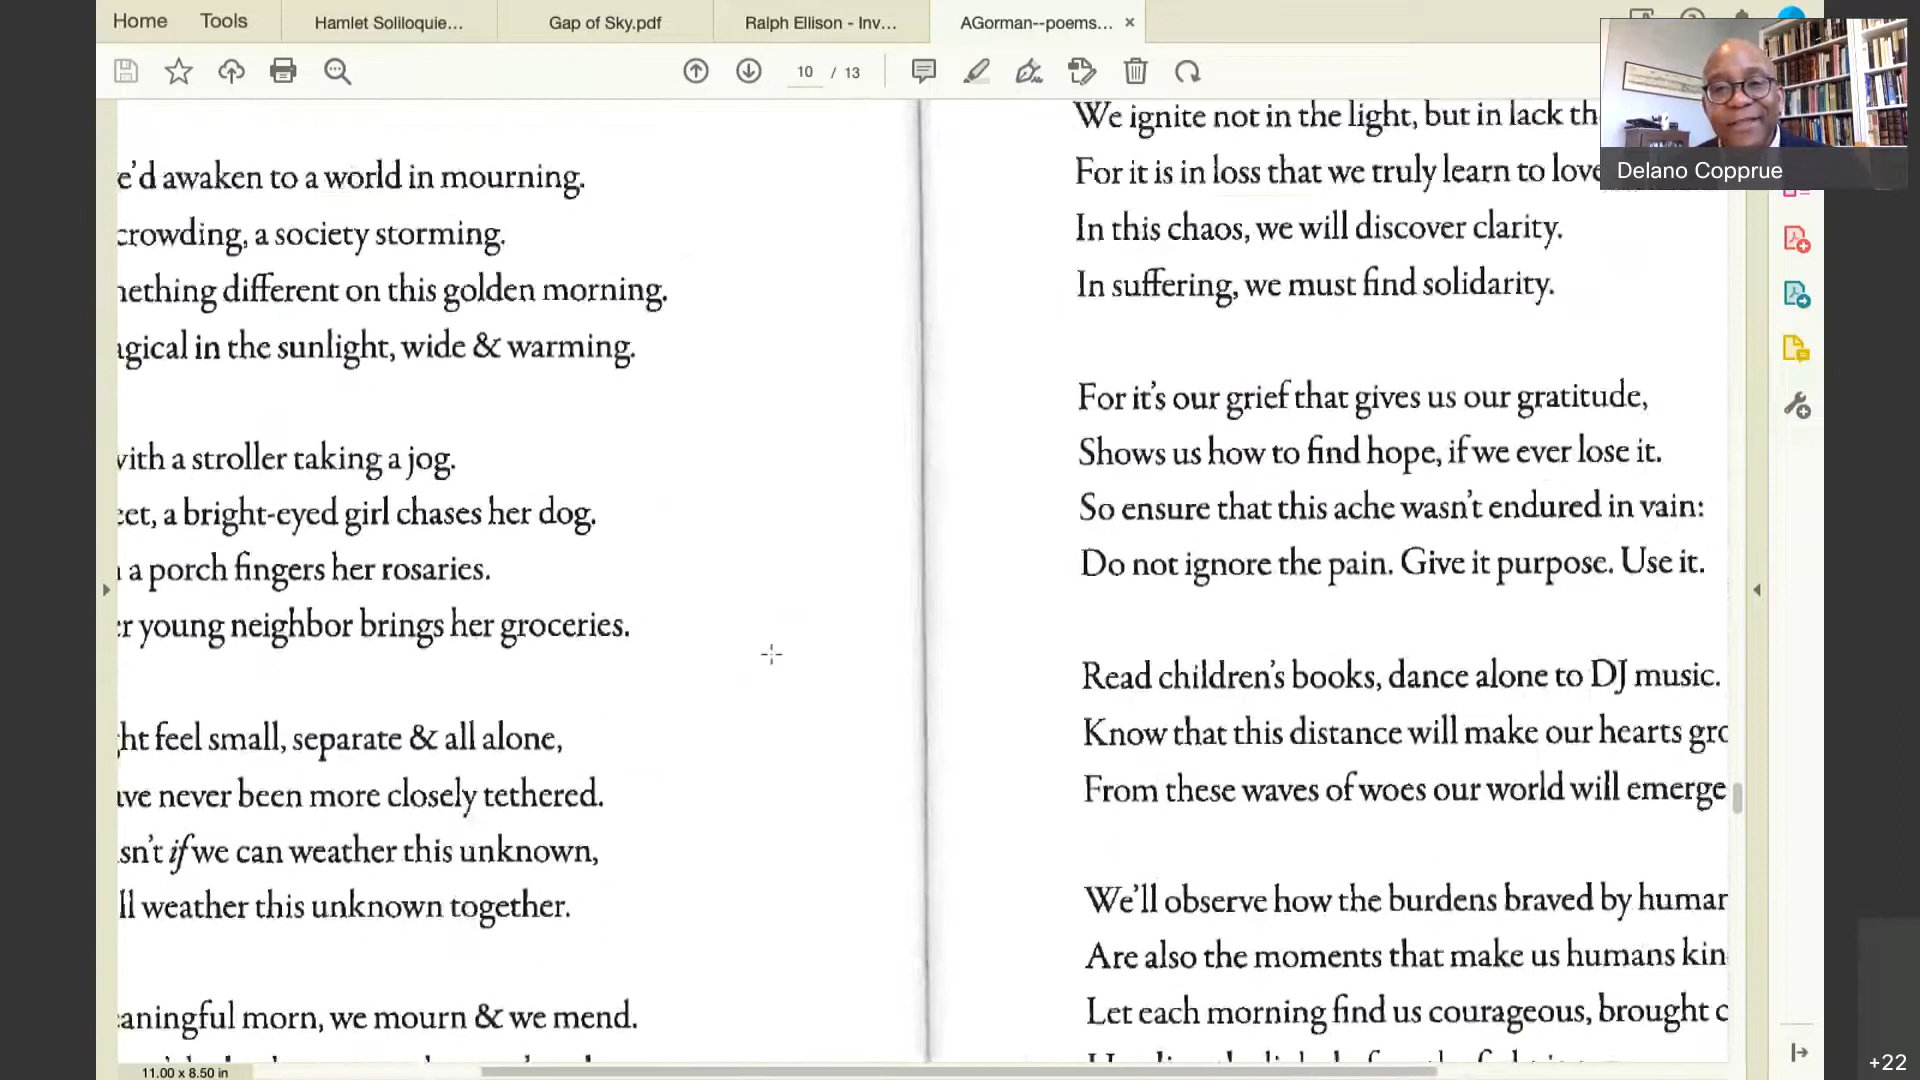 Home Tools Hamlet Soliloquie... Gap of Sky.pdf Ralph Ellison - Inv... AGorman--poems... ×
10 / 13
Delano Copprue
e'd awaken to a world in mourning.
crowding, a society storming.
nething different on this golden morning.
agical in the sunlight, wide & warming.
with a stroller taking a jog.
eet, a bright-eyed girl chases her dog.
a porch fingers her rosaries.
er young neighbor brings her groceries.
ght feel small, separate & all alone,
ave never been more closely tethered.
sn't if we can weather this unknown,
ll weather this unknown together.
aningful morn, we mourn & we mend.
We ignite not in the light, but in lack th
For it is in loss that we truly learn to love
In this chaos, we will discover clarity.
In suffering, we must find solidarity.
For it's our grief that gives us our gratitude,
Shows us how to find hope, if we ever lose it.
So ensure that this ache wasn't endured in vain:
Do not ignore the pain. Give it purpose. Use it.
Read children's books, dance alone to DJ music.
Know that this distance will make our hearts gro
From these waves of woes our world will emerge
We'll observe how the burdens braved by human
Are also the moments that make us humans kin
Let each morning find us courageous, brought c
11.00 x 8.50 in
+22